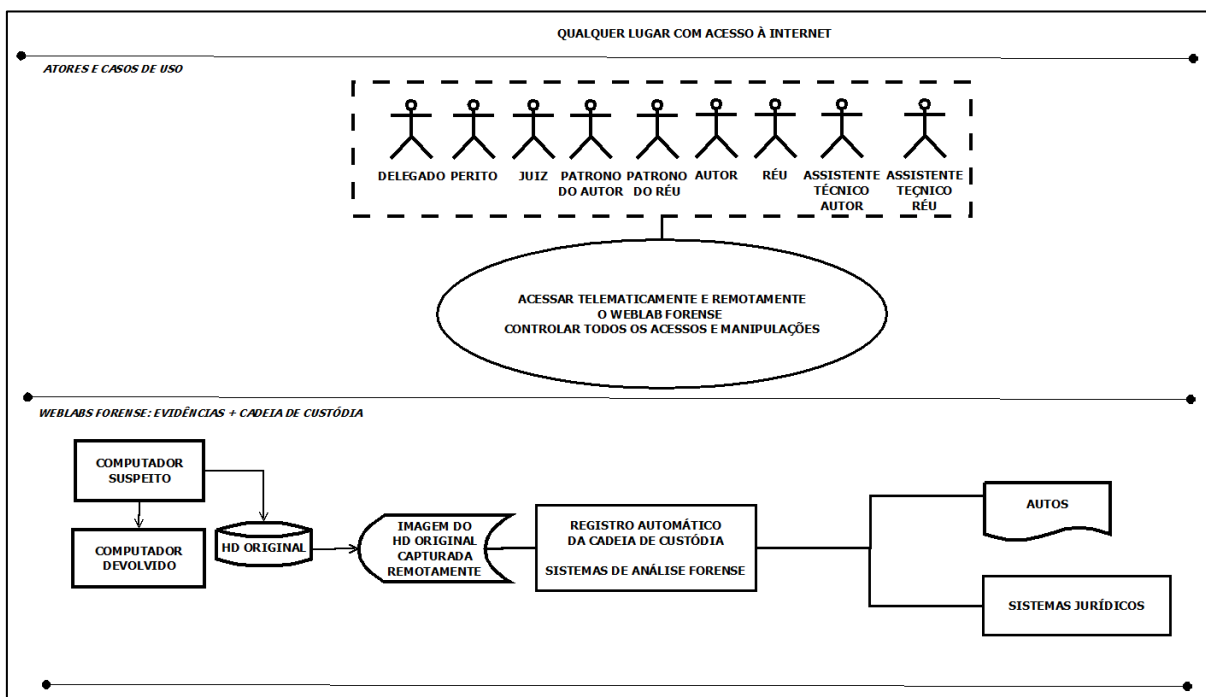 QUALQUER LUGAR COM ACESSO À INTERNET
ATORES E CASOS DE USO
DELEGADO
PERITO
JUIZ
PATRONO
DO AUTOR
PATRONO
DO RÉU
AUTOR
RÉU
ASSISTENTE
TÉCNICO
AUTOR
ASSISTENTE
TEÇNICO
RÉU
ACESSAR TELEMATICAMENTE E REMOTAMENTE
O WEBLAB FORENSE
CONTROLAR TODOS OS ACESSOS E MANIPULAÇÕES
WEBLABS FORENSE: EVIDÊNCIAS + CADEIA DE CUSTÓDIA
COMPUTADOR
SUSPEITO
COMPUTADOR
DEVOLVIDO
HD ORIGINAL
IMAGEM DO
HD ORIGINAL
CAPTURADA
REMOTAMENTE
REGISTRO AUTOMÁTICO
DA CADEIA DE CUSTÓDIA
SISTEMAS DE ANÁLISE FORENSE
AUTOS
SISTEMAS JURÍDICOS